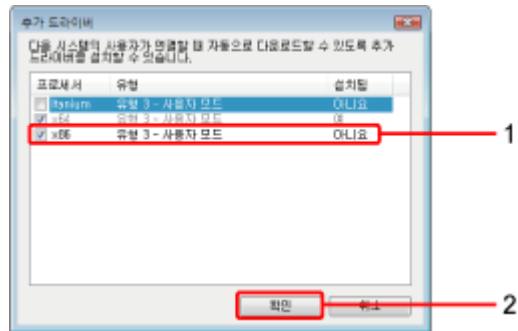 추가 드라이버
다음 시스템의 사용자가 연결할 때 자동으로 다운로드할 수 있도록 추가
드라이버를 설치할 수 있습니다.
프로세서 유형 설치됨
Itanium 유형 3 - 사용자 모드 아니요
x64 유형 3 - 사용자 모드 예
x86 유형 3 - 사용자 모드 아니요
1
확인 취소
2